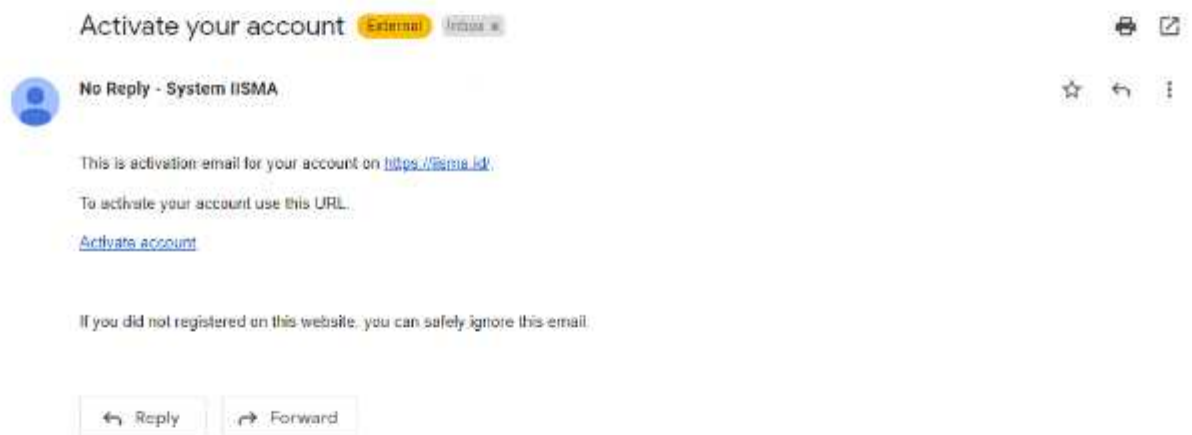 Activate your account External Inbox x
No Reply - System IISMA
This is activation email for your account on https://iisma.id/.
To activate your account use this URL.
Activate account
If you did not registered on this website, you can safely ignore this email.
Reply Forward